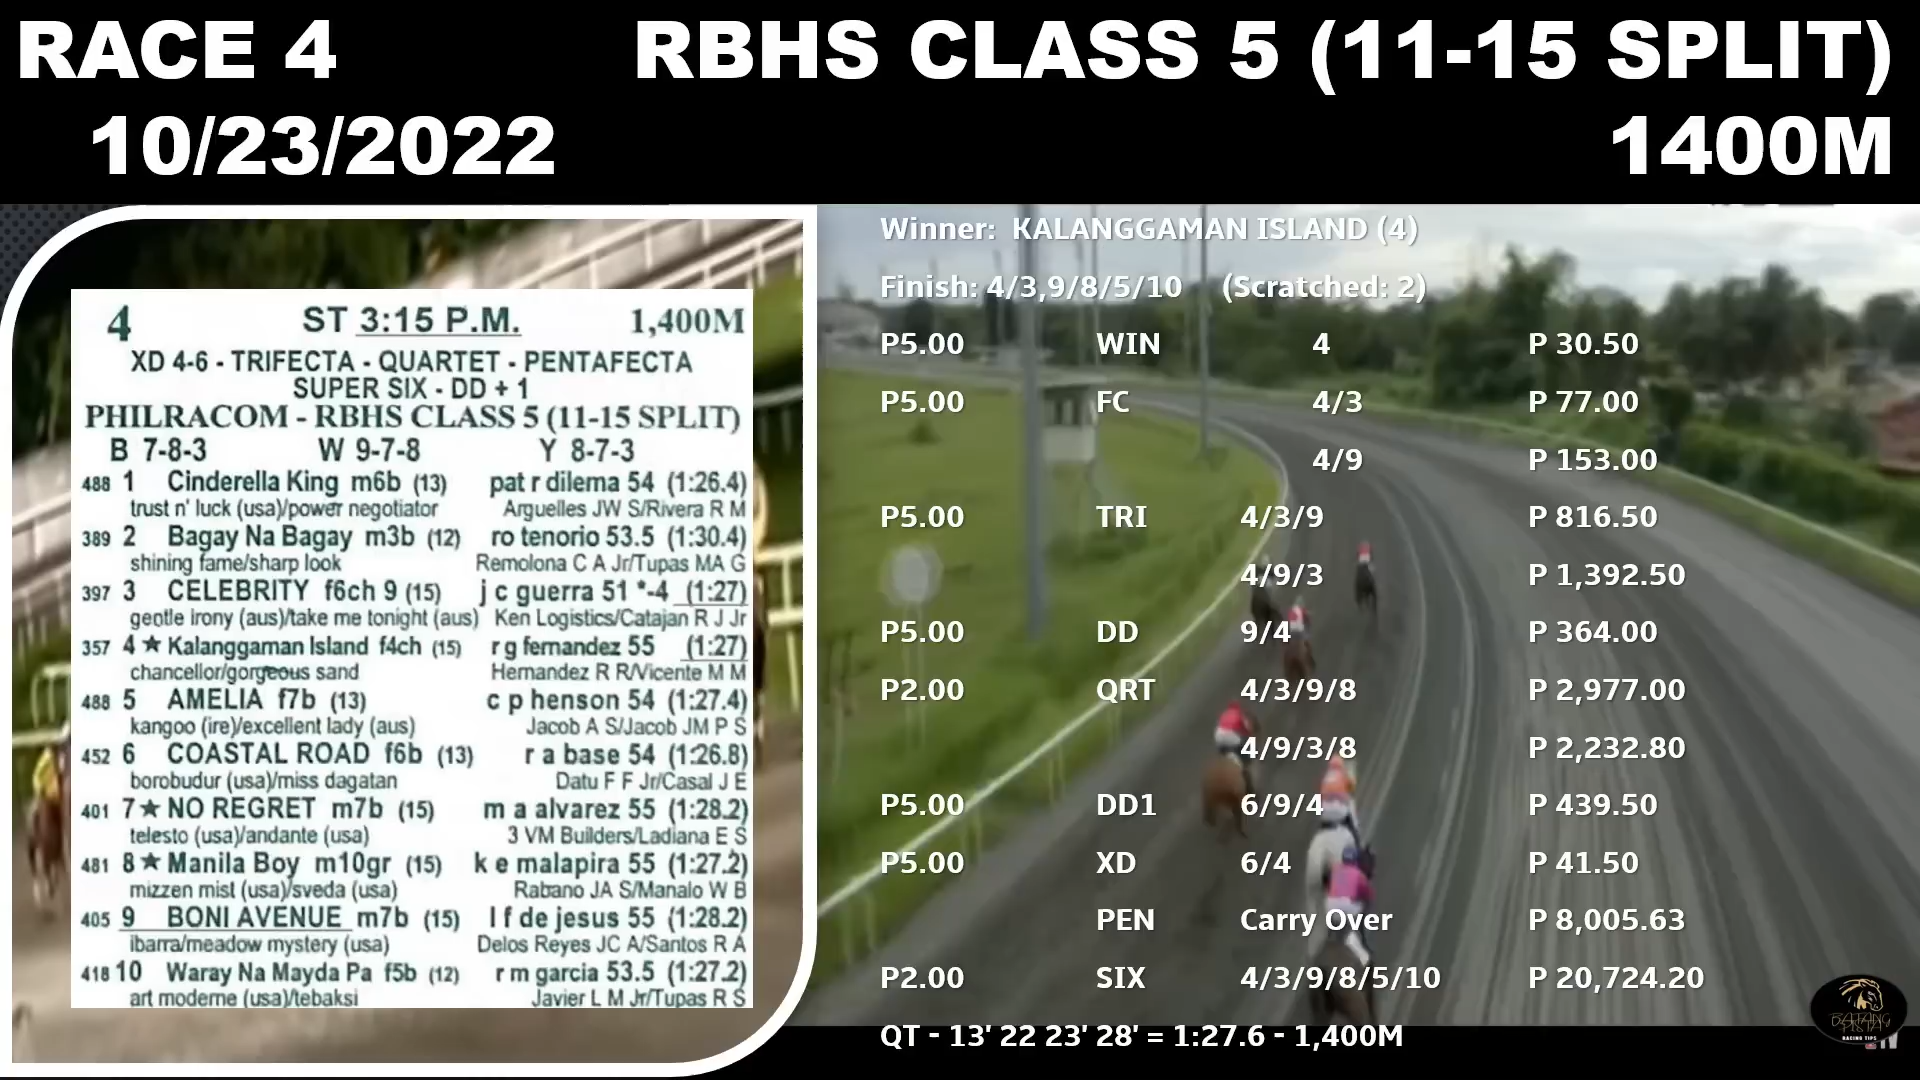 RACE 4 RBHS CLASS 5 (11-15 SPLIT)
10/23/2022 1400M
4 ST 3:15 P.M. 1,400M
XD 4-6 - TRIFECTA - QUARTET - PENTAFECTA
SUPER SIX - DD + 1
PHILRACOM - RBHS CLASS 5 (11-15 SPLIT)
B 7-8-3 W 9-7-8 Y 8-7-3
488 1 Cinderella King m6b (13) pat r dilema 54 (1:26.4)
trust n' luck (usa)/power negotiator Arguelles JW S/Rivera R M
389 2 Bagay Na Bagay m3b (12) ro tenorio 53.5 (1:30.4)
shining fame/sharp look Remolona C A Jr/Tupas MA G
397 3 CELEBRITY f6ch 9 (15) j c guerra 51 *-4 (1:27)
gentle irony (aus)/take me tonight (aus) Ken Logistics/Catajan R J Jr
357 4 ★ Kalanggaman Island f4ch (15) r g fernandez 55 (1:27)
chancellor/gorgeous sand Hernandez R R/Vicente M M
488 5 AMELIA f7b (13) c p henson 54 (1:27.4)
kangoo (ire)/excellent lady (aus) Jacob A S/Jacob JM P S
452 6 COASTAL ROAD f6b (13) r a base 54 (1:26.8)
borobudur (usa)/miss dagatan Datu F F Jr/Casal J E
401 7 ★ NO REGRET m7b (15) m a alvarez 55 (1:28.2)
telesto (usa)/andante (usa) 3 VM Builders/Ladiana E S
481 8 ★ Manila Boy m10gr (15) k e malapira 55 (1:27.2)
mizzen mist (usa)/sveda (usa) Rabano JA S/Manalo W B
405 9 BONI AVENUE m7b (15) l f de jesus 55 (1:28.2)
ibarra/meadow mystery (usa) Delos Reyes JC A/Santos R A
418 10 Waray Na Mayda Pa f5b (12) r m garcia 53.5 (1:27.2)
art moderne (usa)/tebaksi Javier L M Jr/Tupas R S
Winner: KALANGGAMAN ISLAND (4)
Finish: 4/3,9/8/5/10 (Scratched: 2)
P5.00 WIN 4 P 30.50
P5.00 FC 4/3 P 77.00
4/9 P 153.00
P5.00 TRI 4/3/9 P 816.50
4/9/3 P 1,392.50
P5.00 DD 9/4 P 364.00
P2.00 QRT 4/3/9/8 P 2,977.00
4/9/3/8 P 2,232.80
P5.00 DD1 6/9/4 P 439.50
P5.00 XD 6/4 P 41.50
PEN Carry Over P 8,005.63
P2.00 SIX 4/3/9/8/5/10 P 20,724.20
QT - 13' 22 23' 28' = 1:27.6 - 1,400M
BATANG
PISTA
RACING TIPS